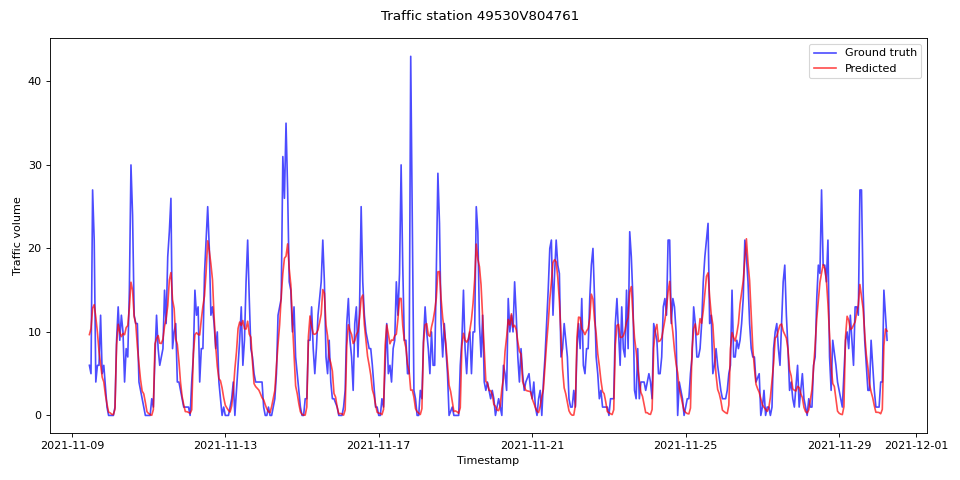 Traffic station 49530V804761
Ground truth
Predicted
Traffic volume
40
30
20
10
0
2021-11-09
2021-11-13
2021-11-17
2021-11-21
2021-11-25
2021-11-29
2021-12-01
Timestamp